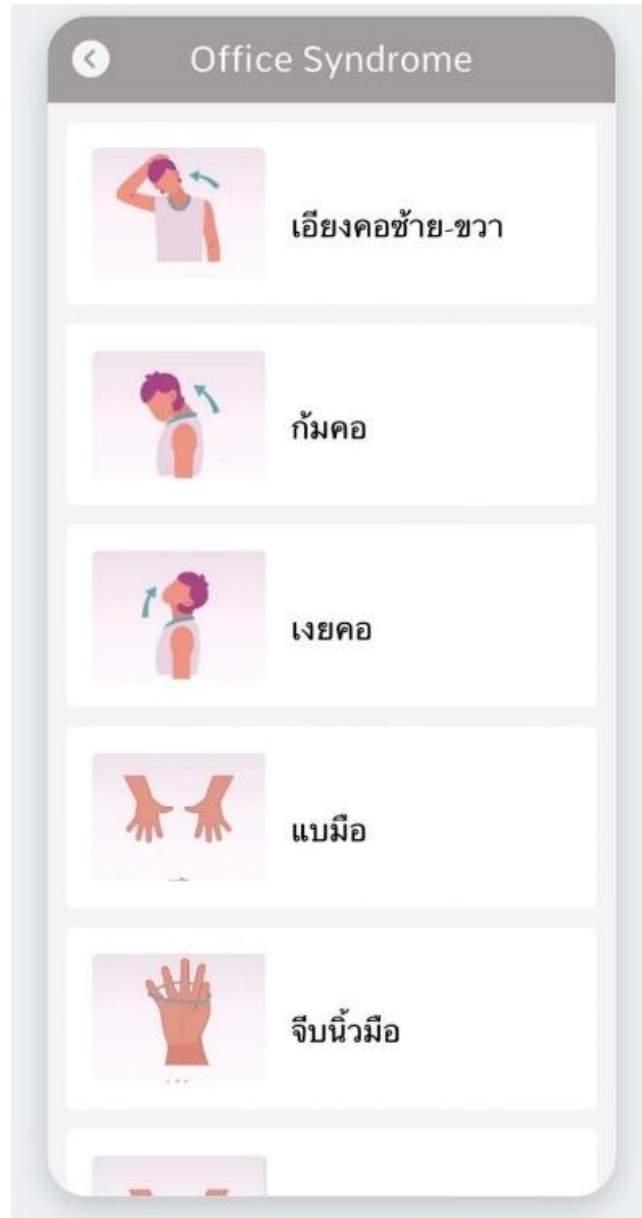 Office Syndrome
เอียงคอซ้าย-ขวา
ก้มคอ
เงยคอ
แบมือ
จีบนิ้วมือ